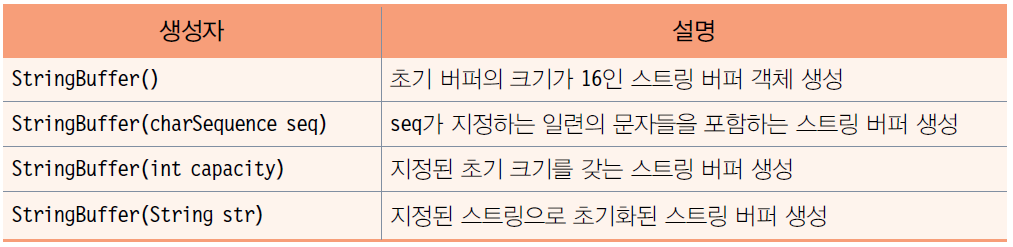 생성자 설명
StringBuffer() 초기 버퍼의 크기가 16인 스트링 버퍼 객체 생성
StringBuffer(charSequence seq) seq가 지정하는 일련의 문자들을 포함하는 스트링 버퍼 생성
StringBuffer(int capacity) 지정된 초기 크기를 갖는 스트링 버퍼 생성
StringBuffer(String str) 지정된 스트링으로 초기화된 스트링 버퍼 생성